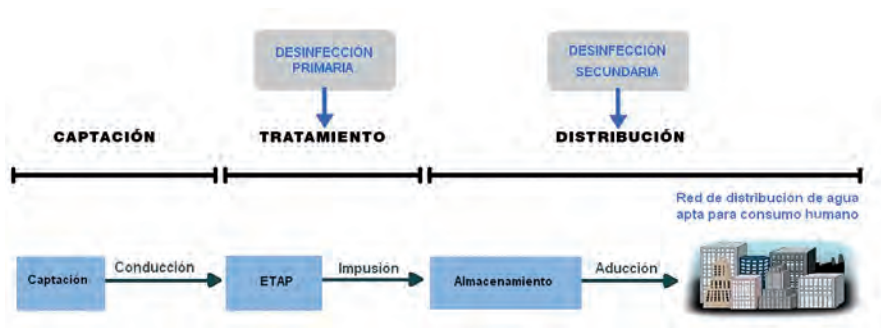 DESINFECCIÓN
PRIMARIA
DESINFECCIÓN
SECUNDARIA
CAPTACIÓN
TRATAMIENTO
DISTRIBUCIÓN
Red de distribución de agua
apta para consumo humano
Captación
Conducción
ETAP
Impusión
Almacenamiento
Aducción